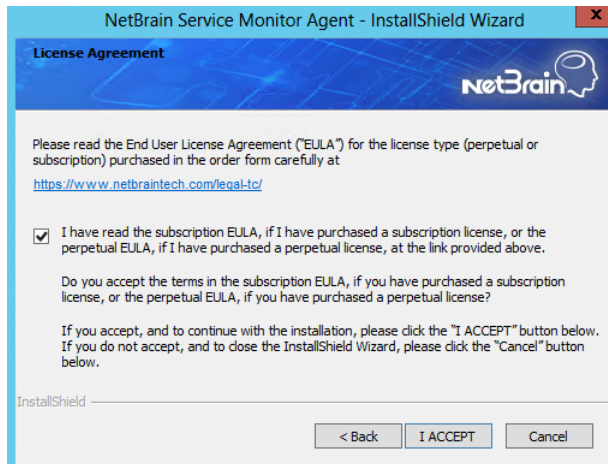 NetBrain Service Monitor Agent - InstallShield Wizard
x
License Agreement
NetBrain
Please read the End User License Agreement ("EULA") for the license type (perpetual or
subscription) purchased in the order form carefully at
https://www.netbraintech.com/legal-tc/
I have read the subscription EULA, if I have purchased a subscription license, or the
perpetual EULA, if I have purchased a perpetual license, at the link provided above.
Do you accept the terms in the subscription EULA, if you have purchased a subscription
license, or the perpetual EULA, if you have purchased a perpetual license?
If you accept, and to continue with the installation, please click the "I ACCEPT" button below.
If you do not accept, and to close the InstallShield Wizard, please click the "Cancel" button
below.
InstallShield
< Back I ACCEPT Cancel